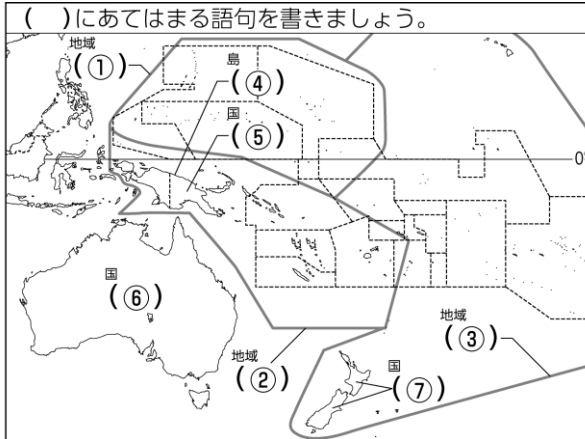 (　)にあてはまる語句を書きましょう。
地域
(①)
島
(④)
国
(⑤)
0°
国
(⑥)
地域
(②)
地域
(③)
国
(⑦)